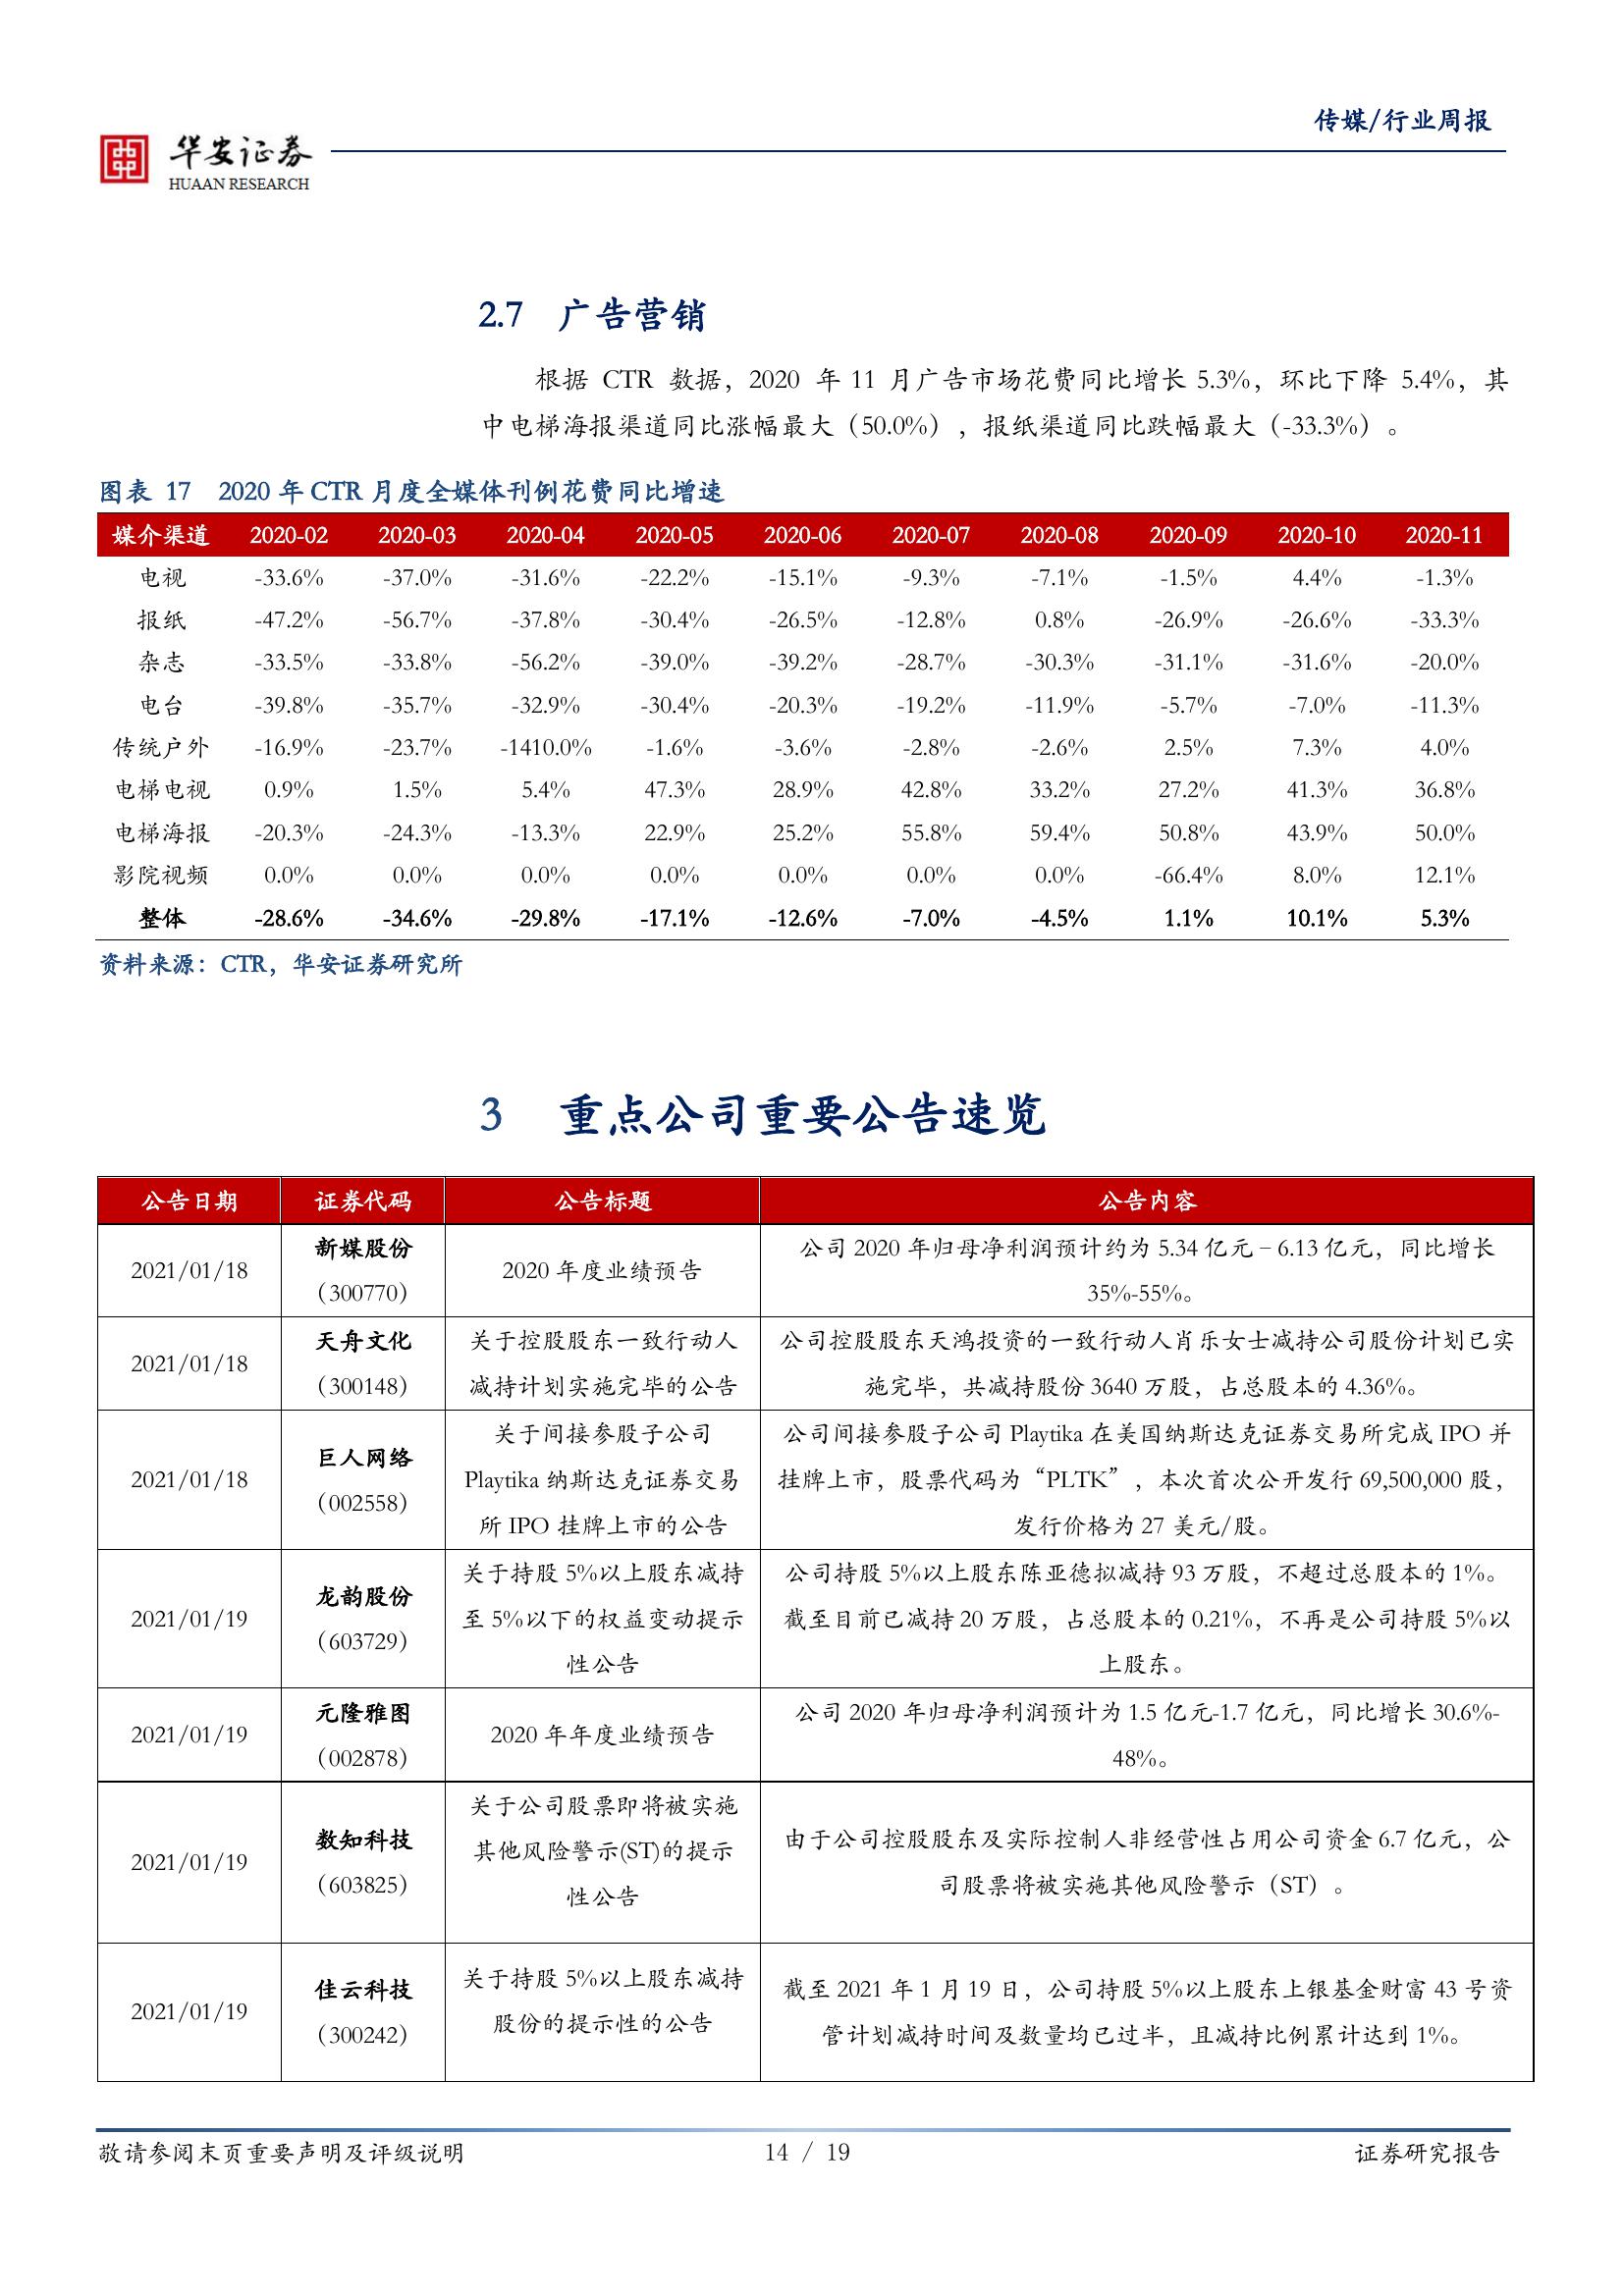 传媒/行业周报
华安证券
HUAAN RESEARCH
2.7 广告营销
根据 CTR 数据，2020 年 11 月广告市场花费同比增长 5.3%，环比下降 5.4%，其
中电梯海报渠道同比涨幅最大（50.0%），报纸渠道同比跌幅最大（-33.3%）。
图表 17 2020 年 CTR 月度全媒体刊例花费同比增速
媒介渠道 2020-02 2020-03 2020-04 2020-05 2020-06 2020-07 2020-08 2020-09 2020-10 2020-11
电视 -33.6% -37.0% -31.6% -22.2% -15.1% -9.3% -7.1% -1.5% 4.4% -1.3%
报纸 -47.2% -56.7% -37.8% -30.4% -26.5% -12.8% 0.8% -26.9% -26.6% -33.3%
杂志 -33.5% -33.8% -56.2% -39.0% -39.2% -28.7% -30.3% -31.1% -31.6% -20.0%
电台 -39.8% -35.7% -32.9% -30.4% -20.3% -19.2% -11.9% -5.7% -7.0% -11.3%
传统户外 -16.9% -23.7% -1410.0% -1.6% -3.6% -2.8% -2.6% 2.5% 7.3% 4.0%
电梯电视 0.9% 1.5% 5.4% 47.3% 28.9% 42.8% 33.2% 27.2% 41.3% 36.8%
电梯海报 -20.3% -24.3% -13.3% 22.9% 25.2% 55.8% 59.4% 50.8% 43.9% 50.0%
影院视频 0.0% 0.0% 0.0% 0.0% 0.0% 0.0% 0.0% -66.4% 8.0% 12.1%
整体 -28.6% -34.6% -29.8% -17.1% -12.6% -7.0% -4.5% 1.1% 10.1% 5.3%
资料来源：CTR，华安证券研究所
3 重点公司重要公告速览
公告日期 证券代码 公告标题 公告内容
2021/01/18
新媒股份
（300770）
2020 年度业绩预告
公司 2020 年归母净利润预计约为 5.34 亿元 – 6.13 亿元，同比增长
35%-55%。
2021/01/18
天舟文化
（300148）
关于控股股东一致行动人
减持计划实施完毕的公告
公司控股股东天鸿投资的一致行动人肖乐女士减持公司股份计划已实
施完毕，共减持股份 3640 万股，占总股本的 4.36%。
2021/01/18
巨人网络
（002558）
关于间接参股子公司
Playtika 纳斯达克证券交易
所 IPO 挂牌上市的公告
公司间接参股子公司 Playtika 在美国纳斯达克证券交易所完成 IPO 并
挂牌上市，股票代码为“PLTK”，本次首次公开发行 69,500,000 股，
发行价格为 27 美元/股。
2021/01/19
龙韵股份
（603729）
关于持股 5%以上股东减持
至 5%以下的权益变动提示
性公告
公司持股 5%以上股东陈亚德拟减持 93 万股，不超过总股本的 1%。
截至目前已减持 20 万股，占总股本的 0.21%，不再是公司持股 5%以
上股东。
2021/01/19
元隆雅图
（002878）
2020 年年度业绩预告
公司 2020 年归母净利润预计为 1.5 亿元-1.7 亿元，同比增长 30.6%-
48%。
2021/01/19
数知科技
（603825）
关于公司股票即将被实施
其他风险警示(ST)的提示
性公告
由于公司控股股东及实际控制人非经营性占用公司资金 6.7 亿元，公
司股票将被实施其他风险警示（ST）。
2021/01/19
佳云科技
（300242）
关于持股 5%以上股东减持
股份的提示性的公告
截至 2021 年 1 月 19 日，公司持股 5%以上股东上银基金财富 43 号资
管计划减持时间及数量均已过半，且减持比例累计达到 1%。
敬请参阅末页重要声明及评级说明
14 / 19
证券研究报告